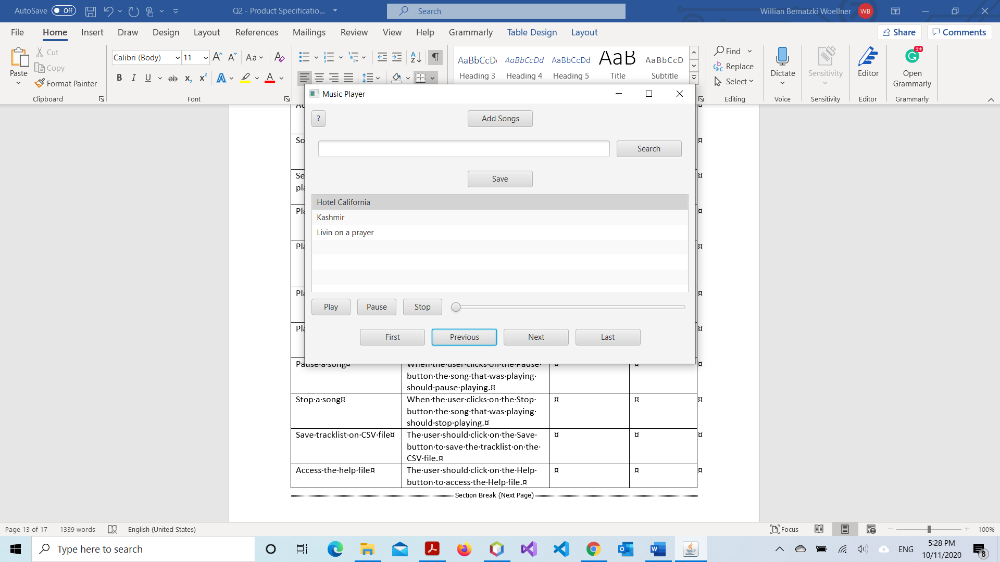 AutoSave Off
Q2 - Product Specificatio...
Search
Willian Bernatzki Woellner WB
File Home Insert Draw Design Layout References Mailings Review View Help Grammarly Table Design Layout
Share Comments
Paste
Cut
Copy
Format Painter
Clipboard
Calibri (Body) 11
Font
AaBbCcDd
Heading 3
AaBbCcDd
Heading 4
AaBbCcDd
Heading 5
AaB
Title
AaBbCcD
Subtitle
Find
Replace
Select
Editing
Dictate
Voice
Sensitivity
Sensitivity
Editor
Editor
3+
Open
Grammarly
Grammarly
Music Player
?
Add Songs
Search
Save
Hotel California
Kashmir
Livin on a prayer
Play Pause Stop
First Previous Next Last
So
Se
pla
Pla
Pla
Pla
Pla
Pause·a·song¤ When·the·user·clicks·on·the·Pause·
button·the·song·that·was·playing·
should·pause·playing.¤
Stop·a·song¤ When·the·user·clicks·on·the·Stop·
button·the·song·that·was·playing·
should·stop·playing.¤
Save·tracklist·on·CSV·file¤ The·user·should·click·on·the·Save·
button·to·save·the·tracklist·on·the·
CSV·file.¤
Access·the·help·file¤ The·user·should·click·on·the·Help·
button·to·access·the·Help·file.¤
Section Break (Next Page)
Page 13 of 17 1339 words English (United States)
Focus
100%
Type here to search
ENG
5:28 PM
10/11/2020
8